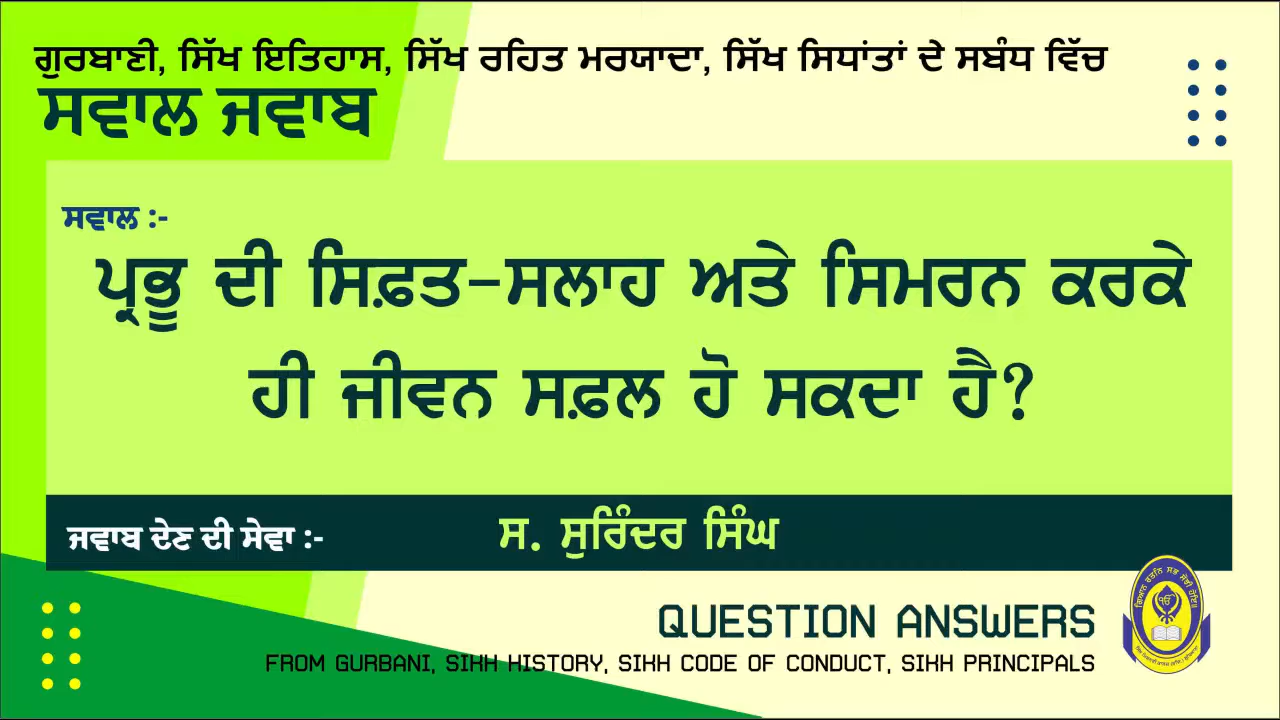 ਗੁਰਬਾਣੀ, ਸਿੱਖ ਇਤਿਹਾਸ, ਸਿੱਖ ਰਹਿਤ ਮਰਯਾਦਾ, ਸਿੱਖ ਸਿਧਾਂਤਾਂ ਦੇ ਸਬੰਧ ਵਿੱਚ
ਸਵਾਲ ਜਵਾਬ
ਸਵਾਲ :-
ਪ੍ਰਭੂ ਦੀ ਸਿਫ਼ਤ-ਸਲਾਹ ਅਤੇ ਸਿਮਰਨ ਕਰਕੇ
ਹੀ ਜੀਵਨ ਸਫ਼ਲ ਹੋ ਸਕਦਾ ਹੈ?
ਜਵਾਬ ਦੇਣ ਦੀ ਸੇਵਾ :-
ਸ. ਸੁਰਿੰਦਰ ਸਿੰਘ
QUESTION ANSWERS
FROM GURBANI, SIKH HISTORY, SIKH CODE OF CONDUCT, SIKH PRINCIPALS